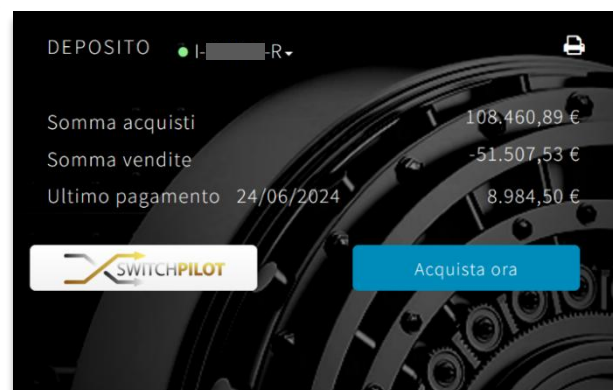 DEPOSITO I- -R
Somma acquisti 108.460,89 €
Somma vendite -51.507,53 €
Ultimo pagamento 24/06/2024 8.984,50 €
SWITCHPILOT Acquista ora